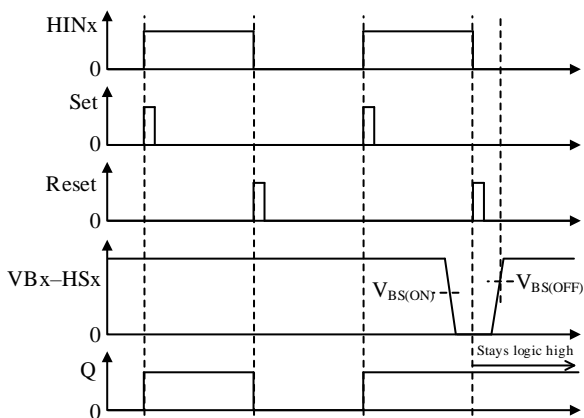 HINx
0
Set
0
Reset
0
VBx–HSx
VBS(ON)
VBS(OFF)
0
Stays logic high
Q
0